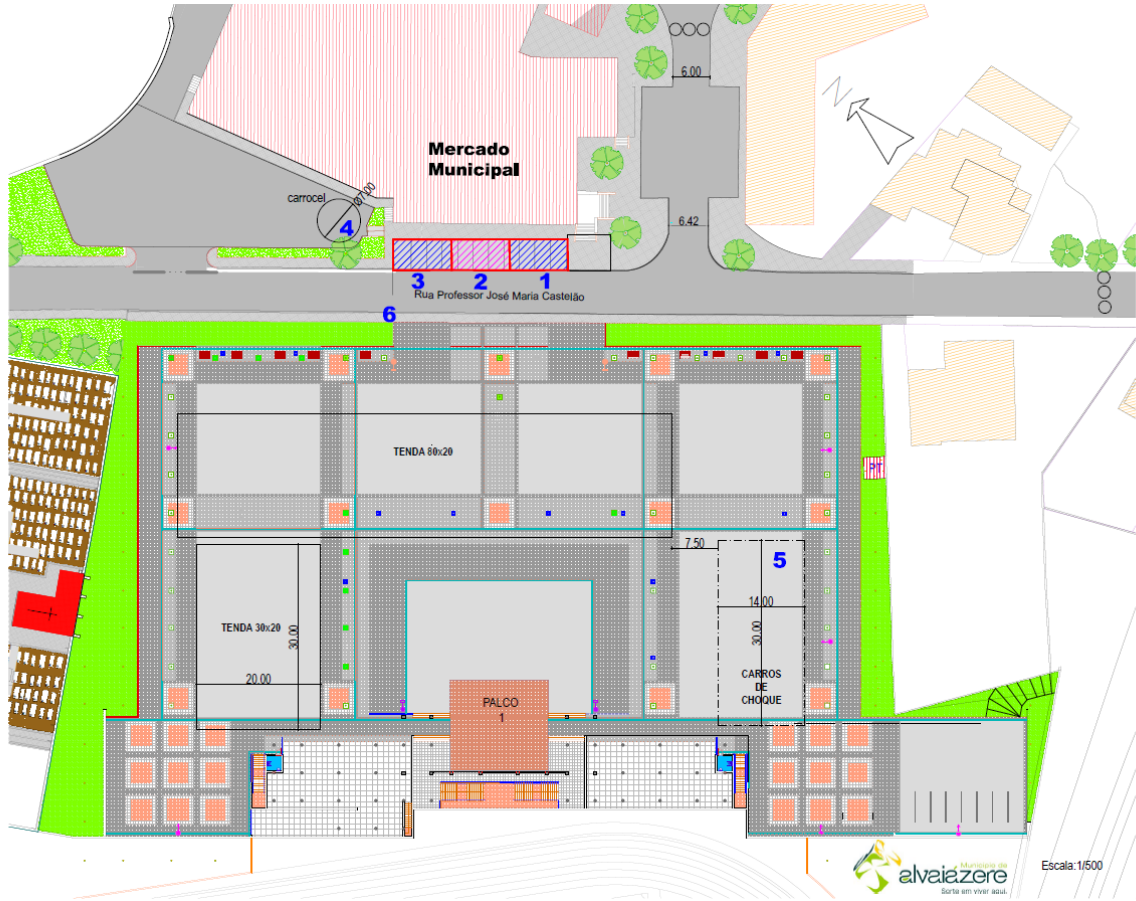 6.00
N
Mercado
Municipal
carrocel
Ø7.00
4
6.42
3
2
1
Rua Professor José Maria Castelão
6
TENDA 80x20
PT
7.50
5
14.00
30.00
TENDA 30x20
30.00
20.00
CARROS
DE
CHOQUE
PALCO
1
Município de
alvaiázere
Sorte em viver aqui.
Escala:1/500